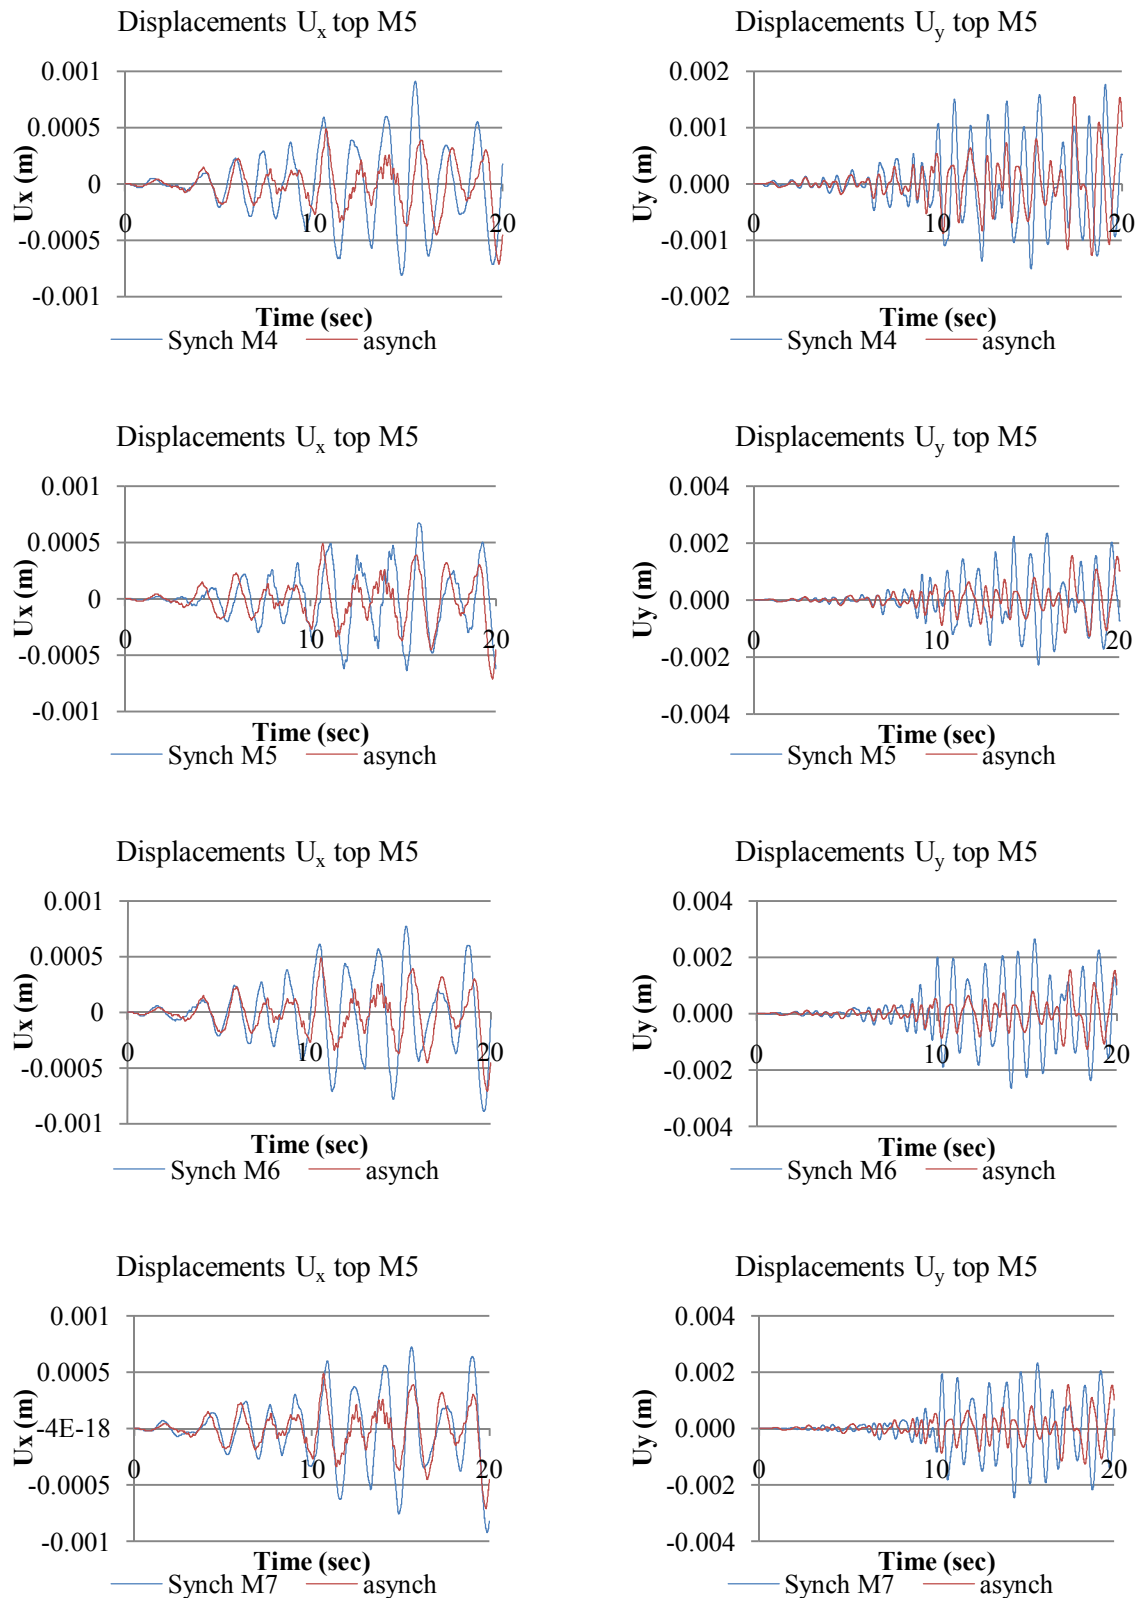 Displacements Ux top M5
0.001
0.0005
0
-0.0005
-0.001
0
10
20
Ux (m)
Time (sec)
Synch M4 asynch
Displacements Uy top M5
0.002
0.001
0.000
-0.001
-0.002
0
10
20
Uy (m)
Time (sec)
Synch M4 asynch
Displacements Ux top M5
0.001
0.0005
0
-0.0005
-0.001
0
10
20
Ux (m)
Time (sec)
Synch M5 asynch
Displacements Uy top M5
0.004
0.002
0.000
-0.002
-0.004
0
10
20
Uy (m)
Time (sec)
Synch M5 asynch
Displacements Ux top M5
0.001
0.0005
0
-0.0005
-0.001
0
10
20
Ux (m)
Time (sec)
Synch M6 asynch
Displacements Uy top M5
0.004
0.002
0.000
-0.002
-0.004
0
10
20
Uy (m)
Time (sec)
Synch M6 asynch
Displacements Ux top M5
0.001
0.0005
-4E-18
-0.0005
-0.001
0
10
20
Ux (m)
Time (sec)
Synch M7 asynch
Displacements Uy top M5
0.004
0.002
0.000
-0.002
-0.004
0
10
20
Uy (m)
Time (sec)
Synch M7 asynch